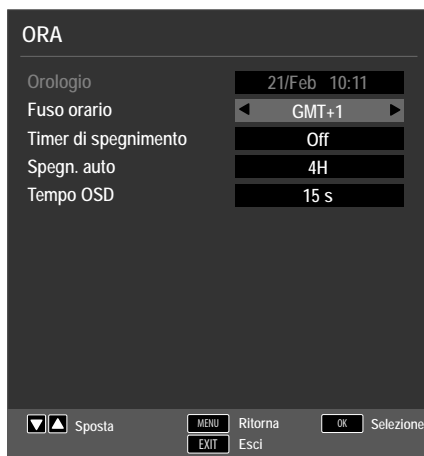 ORA
Orologio 21/Feb 10:11
Fuso orario GMT+1
Timer di spegnimento Off
Spegn. auto 4H
Tempo OSD 15 s
Sposta MENU Ritorna OK Selezione
EXIT Esci